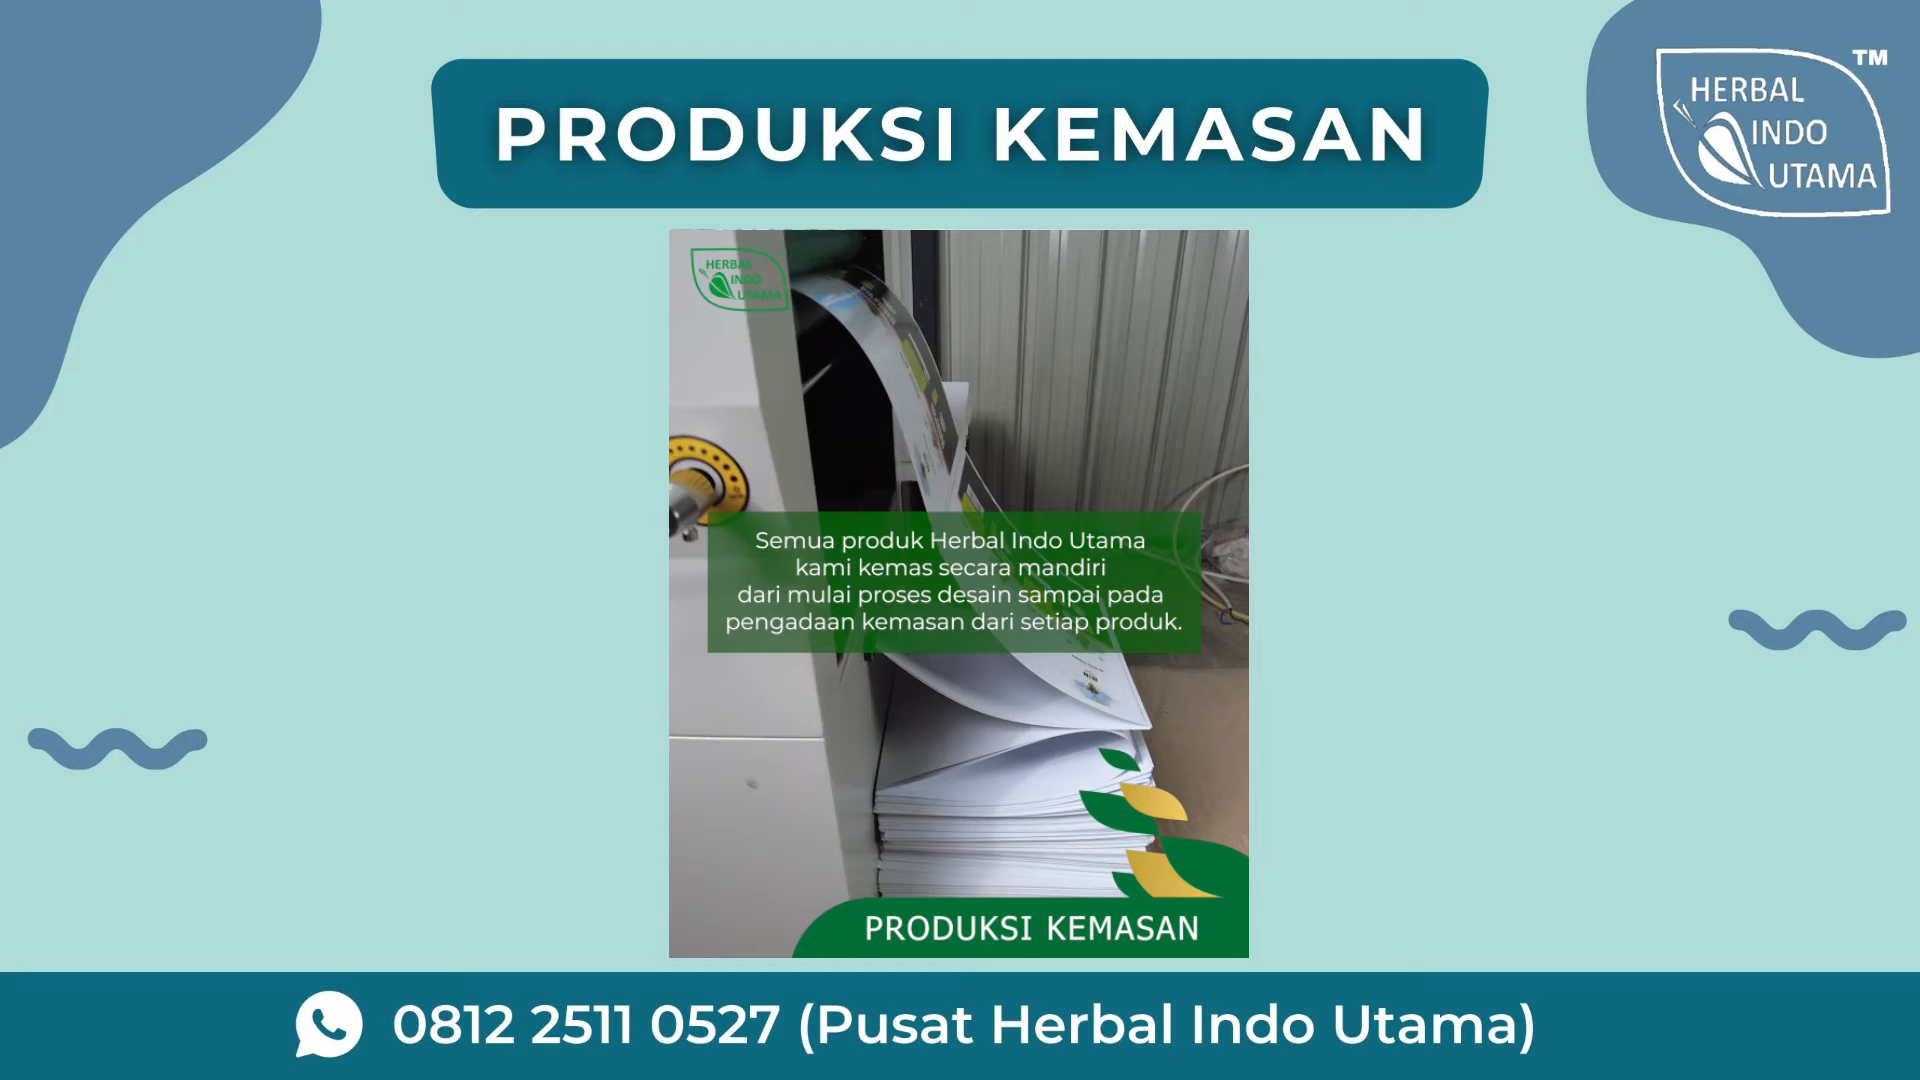 PRODUKSI KEMASAN
TM
HERBAL
INDO
UTAMA
HERBAL
INDO
UTAMA
Semua produk Herbal Indo Utama
kami kemas secara mandiri
dari mulai proses desain sampai pada
pengadaan kemasan dari setiap produk.
PRODUKSI KEMASAN
0812 2511 0527 (Pusat Herbal Indo Utama)